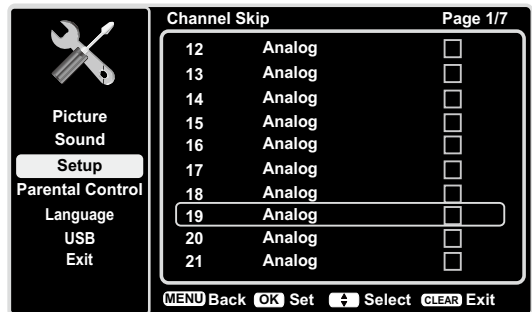 Channel Skip Page 1/7
12 Analog
13 Analog
14 Analog
15 Analog
16 Analog
17 Analog
18 Analog
19 Analog
20 Analog
21 Analog
Picture
Sound
Setup
Parental Control
Language
USB
Exit
MENU Back OK Set Select CLEAR Exit